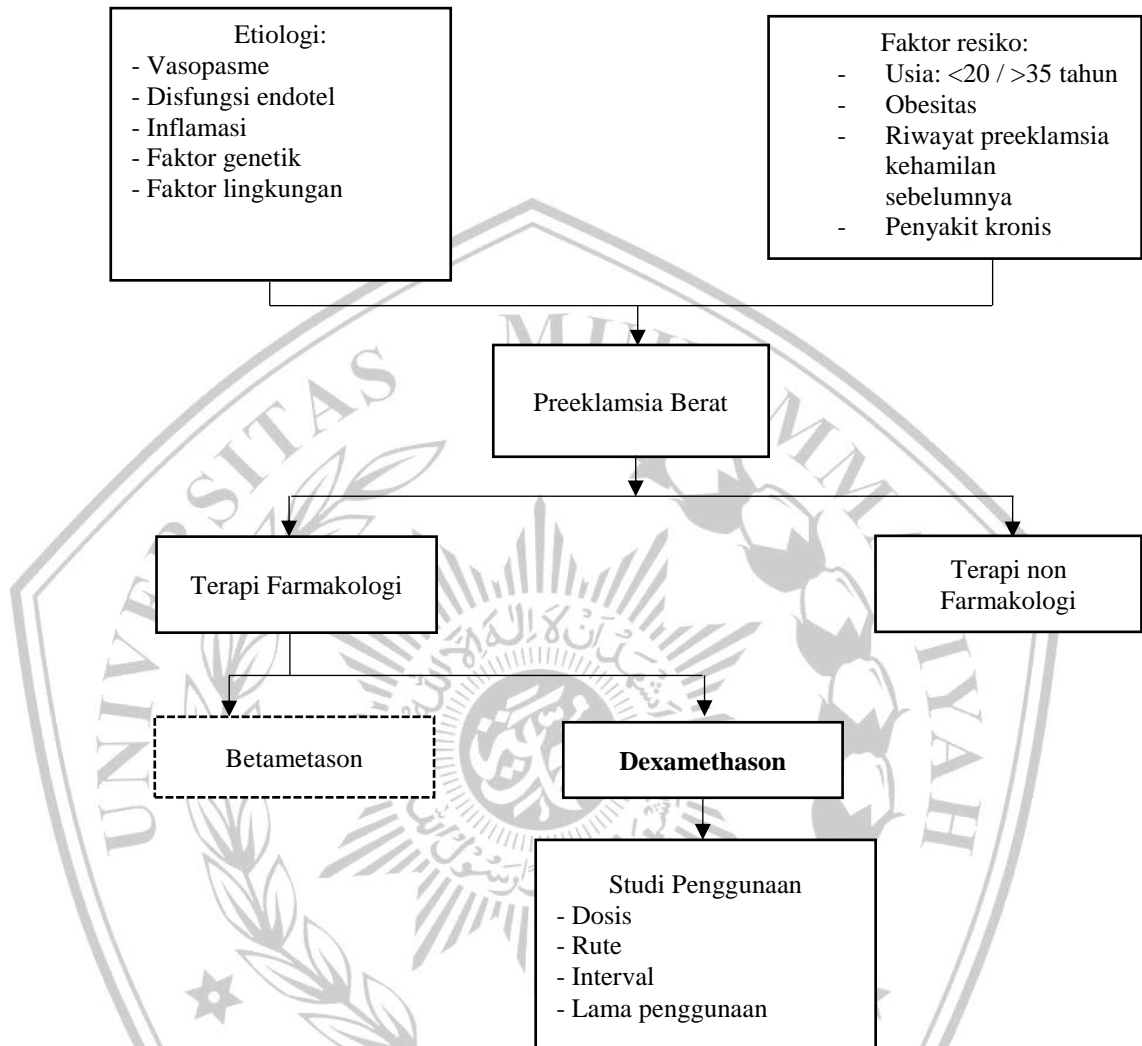 Etiologi:
- Vasopasme
- Disfungsi endotel
- Inflamasi
- Faktor genetik
- Faktor lingkungan
Faktor resiko:
- Usia: <20 / >35 tahun
- Obesitas
- Riwayat preeklamsia
kehamilan
sebelumnya
- Penyakit kronis
Preeklamsia Berat
Terapi Farmakologi
Terapi non
Farmakologi
Betametason
Dexamethason
Studi Penggunaan
- Dosis
- Rute
- Interval
- Lama penggunaan
UNIVERSITAS